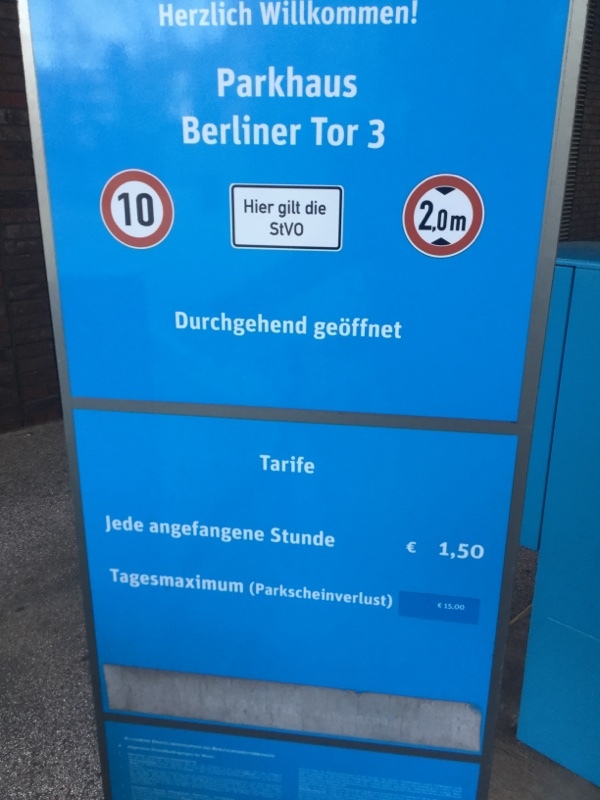 Herzlich Willkommen!
Parkhaus
Berliner Tor 3
10
Hier gilt die
StVO
2,0m
Durchgehend geöffnet
Tarife
Jede angefangene Stunde € 1,50
Tagesmaximum (Parkscheinverlust) € 15.00